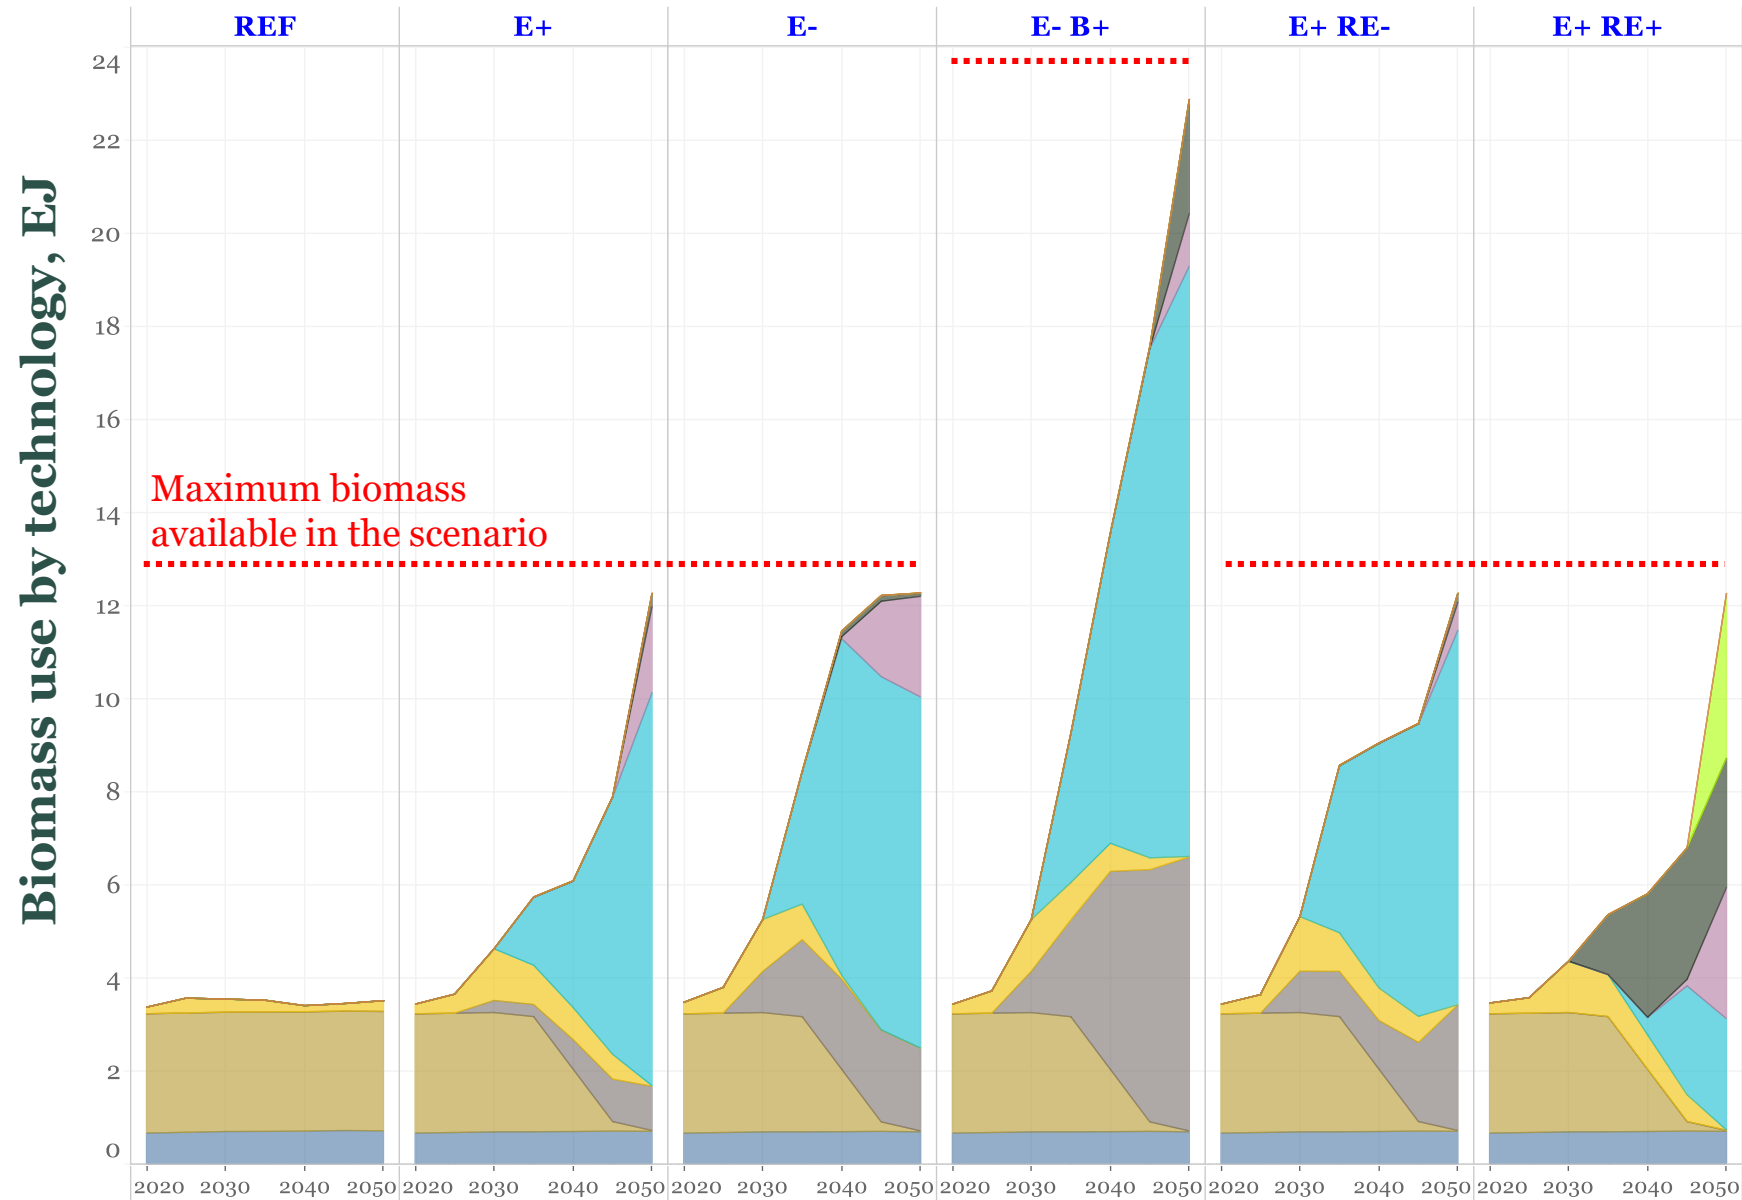 REF E+ E- E- B+ E+ RE- E+ RE+
Biomass use by technology, EJ
24
22
20
18
16
14
12
10
8
6
4
2
0
Maximum biomass
available in the scenario
2020 2030 2040 2050 2020 2030 2040 2050 2020 2030 2040 2050 2020 2030 2040 2050 2020 2030 2040 2050 2020 2030 2040 2050